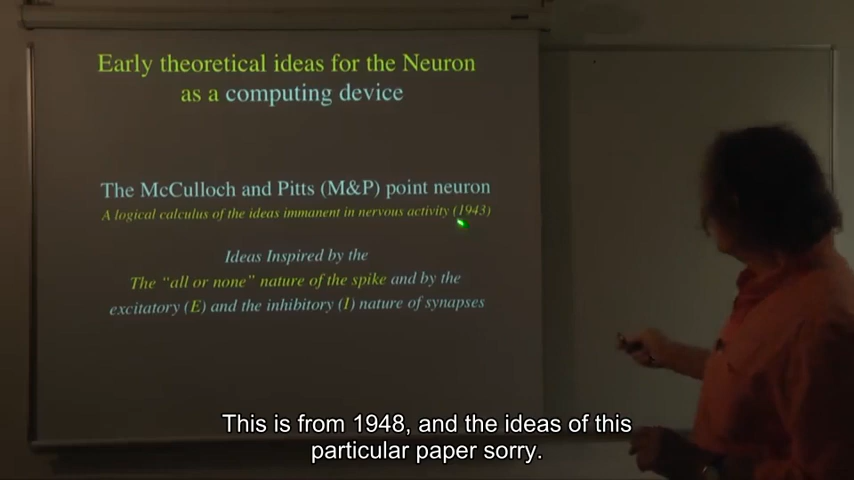 Early theoretical ideas for the Neuron
as a computing device
The McCulloch and Pitts (M&P) point neuron
A logical calculus of the ideas immanent in nervous activity (1943)
Ideas Inspired by the
The "all or none" nature of the spike and by the
excitatory (E) and the inhibitory (I) nature of synapses
This is from 1948, and the ideas of this
particular paper sorry.